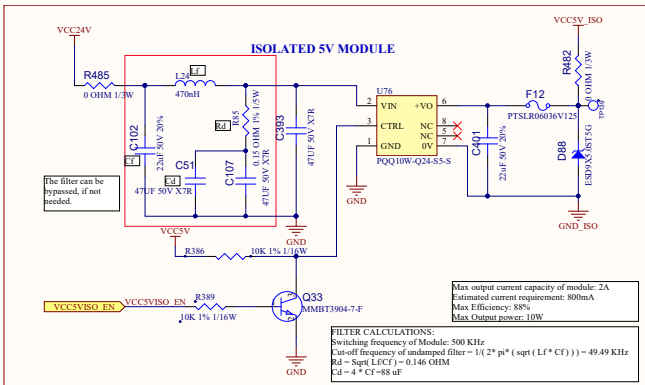 VCC24V
VCC5V_ISO
ISOLATED 5V MODULE
R485
0 OHM 1/3W
L24
Lf
470nH
R482
0 OHM 1/3W
C102
22uF 50V 20%
Cf
R85
0.15 OHM 1% 1/5W
Rd
C393
47UF 50V X7R
C51
Cd
47UF 50V X7R
C107
47UF 50V X7R
U76
2 VIN +VO 6
3 CTRL NC 8
NC 5
1 GND 0V 7
PQQ10W-Q24-S5-S
C401
22uF 50V 20%
F12
PTSLR06036V125
D88
ESD9X5.0ST5G
GND
GND
GND_ISO
The filter can be
bypassed, if not
needed.
VCC5V
R386
10K 1% 1/16W
VCC5VISO_EN
VCC5VISO_EN
R389
10K 1% 1/16W
1
3
2
Q33
MMBT3904-7-F
GND
Max output current capacity of module: 2A
Estimated current requirement: 800mA
Max Efficiency: 88%
Max Output power: 10W
FILTER CALCULATIONS:
Switching frequency of Module: 500 KHz
Cut-off frequency of undamped filter = 1/( 2* pi* ( sqrt ( Lf * Cf ) ) ) = 49.49 KHz
Rd = Sqrt( Lf/Cf ) = 0.146 OHM
Cd = 4 * Cf =88 uF